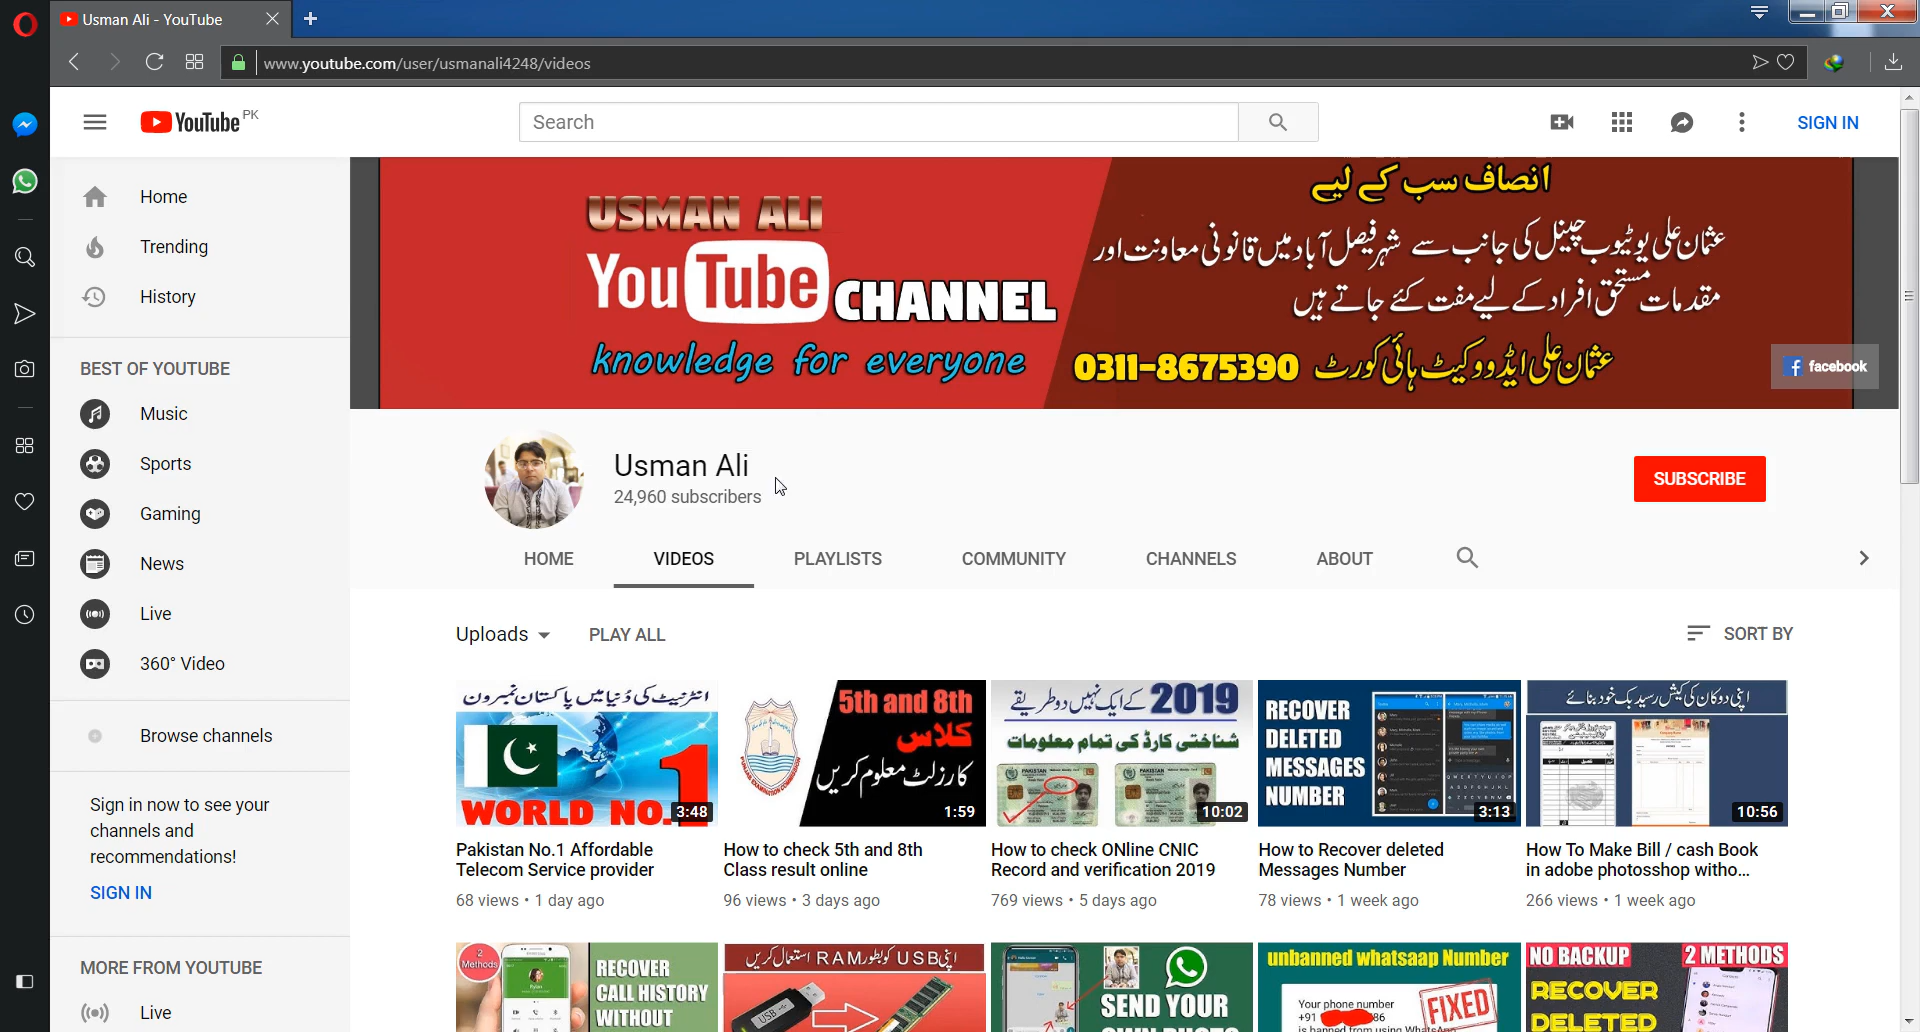 Usman Ali - YouTube
www.youtube.com/user/usmanali4248/videos
YouTube PK
Search
SIGN IN
Home
Trending
History
BEST OF YOUTUBE
Music
Sports
Gaming
News
Live
360° Video
Browse channels
Sign in now to see your
channels and
recommendations!
SIGN IN
MORE FROM YOUTUBE
Live
USMAN ALI
YouTube CHANNEL
knowledge for everyone
انصاف سب کے لیے
عثمان علی یوٹیوب چینل کی جانب سے شہر فیصل آباد میں قانونی معاونت اور
مقدمات مستحق افراد کے لیے مفت کئے جاتے ہیں
عثمان علی ایڈووکیٹ ہائی کورٹ 0311-8675390
facebook
Usman Ali
24,960 subscribers
SUBSCRIBE
HOME
VIDEOS
PLAYLISTS
COMMUNITY
CHANNELS
ABOUT
Uploads
PLAY ALL
SORT BY
انٹرنیٹ کی دُنیا میں پاکستان نمبرون
WORLD NO.1
3:48
Pakistan No.1 Affordable
Telecom Service provider
68 views • 1 day ago
5th and 8th
کلاس
کا رزلٹ معلوم کریں
1:59
How to check 5th and 8th
Class result online
96 views • 3 days ago
2019 کے ایک نہیں دو طریقے
شناختی کارڈ کی تمام معلومات
PAKISTAN
PAKISTAN
10:02
How to check ONline CNIC
Record and verification 2019
769 views • 5 days ago
RECOVER
DELETED
MESSAGES
NUMBER
3:13
How to Recover deleted
Messages Number
78 views • 1 week ago
اپنی دوکان کی کیش رسید بک خود بنائے
10:56
How To Make Bill / cash Book
in adobe photosshop witho...
266 views • 1 week ago
2
Methods
RECOVER
CALL HISTORY
WITHOUT
اپنی USB کو بطور RAM استعمال کریں
USB
SEND YOUR
OWN PHOTO
unbanned whatsaap Number
Your phone number
+91 86
is banned from using WhatsApp
FIXED
NO BACKUP
2 METHODS
RECOVER
DELETED